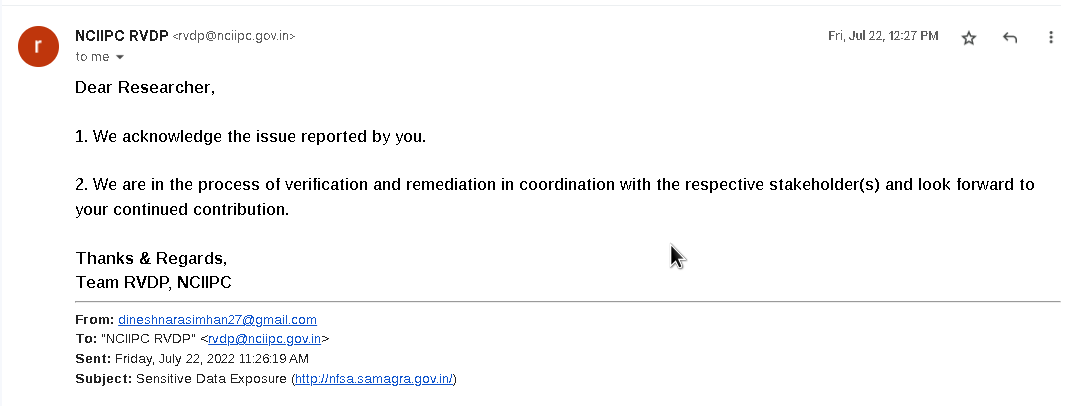 r
NCIIPC RVDP <rvdp@nciipc.gov.in>
Fri, Jul 22, 12:27 PM
to me
Dear Researcher,
1. We acknowledge the issue reported by you.
2. We are in the process of verification and remediation in coordination with the respective stakeholder(s) and look forward to
your continued contribution.
Thanks & Regards,
Team RVDP, NCIIPC
From: dineshnarasimhan27@gmail.com
To: "NCIIPC RVDP" <rvdp@nciipc.gov.in>
Sent: Friday, July 22, 2022 11:26:19 AM
Subject: Sensitive Data Exposure (http://nfsa.samagra.gov.in/)